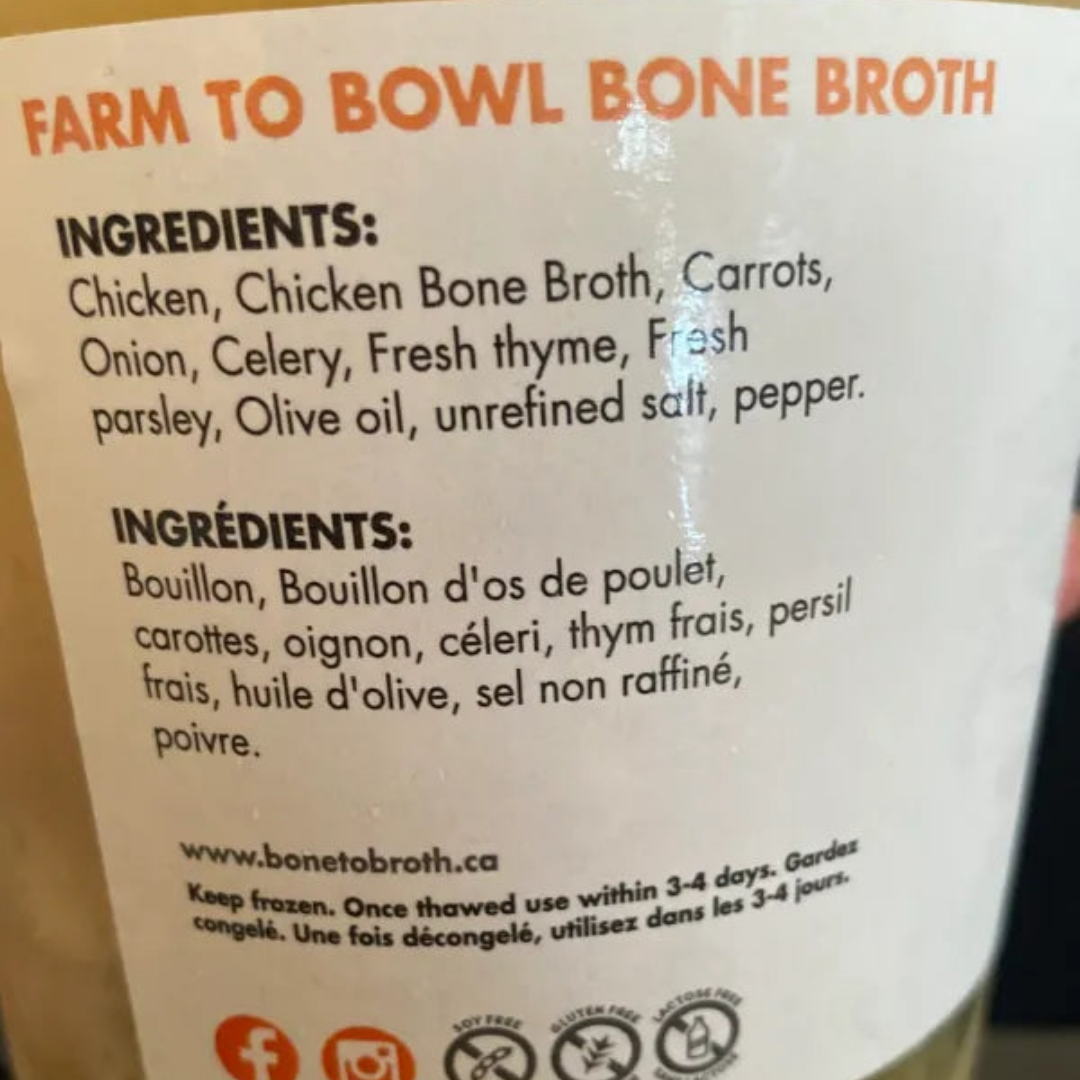 FARM TO BOWL BONE BROTH
INGREDIENTS:
Chicken, Chicken Bone Broth, Carrots,
Onion, Celery, Fresh thyme, Fresh
parsley, Olive oil, unrefined salt, pepper.
INGRÉDIENTS:
Bouillon, Bouillon d'os de poulet,
carottes, oignon, céleri, thym frais, persil
frais, huile d'olive, sel non raffiné,
poivre.
www.bonetobroth.ca
Keep frozen. Once thawed use within 3-4 days. Gardez
congelé. Une fois décongelé, utilisez dans les 3-4 jours.
SOY FREE
GLUTEN FREE
LACTOSE FREE